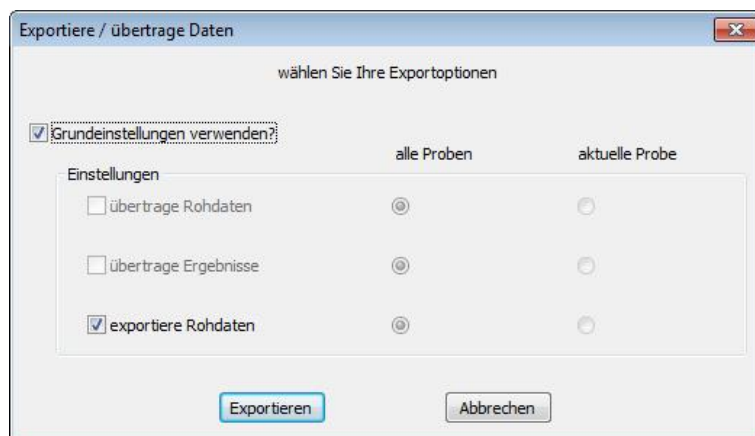 Exportiere / übertrage Daten
wählen Sie Ihre Exportoptionen
Grundeinstellungen verwenden?
alle Proben aktuelle Probe
Einstellungen
übertrage Rohdaten
übertrage Ergebnisse
exportiere Rohdaten
Exportieren Abbrechen